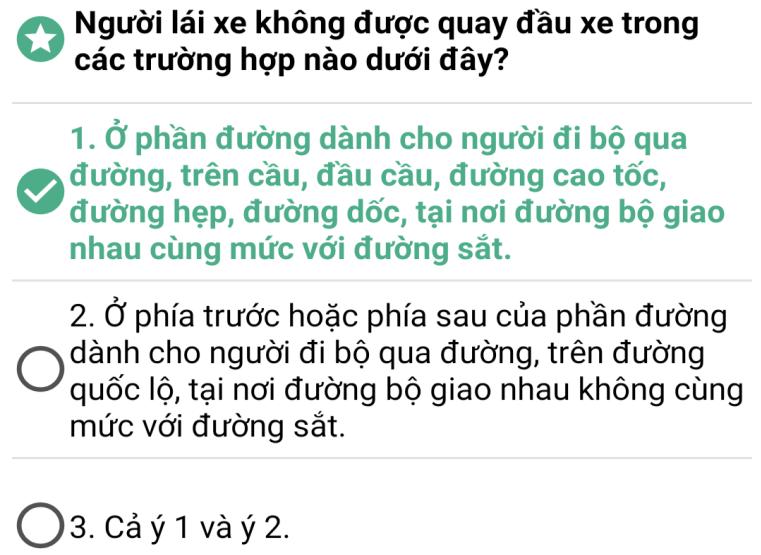 Người lái xe không được quay đầu xe trong
các trường hợp nào dưới đây?
1. Ở phần đường dành cho người đi bộ qua
đường, trên cầu, đầu cầu, đường cao tốc,
đường hẹp, đường dốc, tại nơi đường bộ giao
nhau cùng mức với đường sắt.
2. Ở phía trước hoặc phía sau của phần đường
dành cho người đi bộ qua đường, trên đường
quốc lộ, tại nơi đường bộ giao nhau không cùng
mức với đường sắt.
3. Cả ý 1 và ý 2.